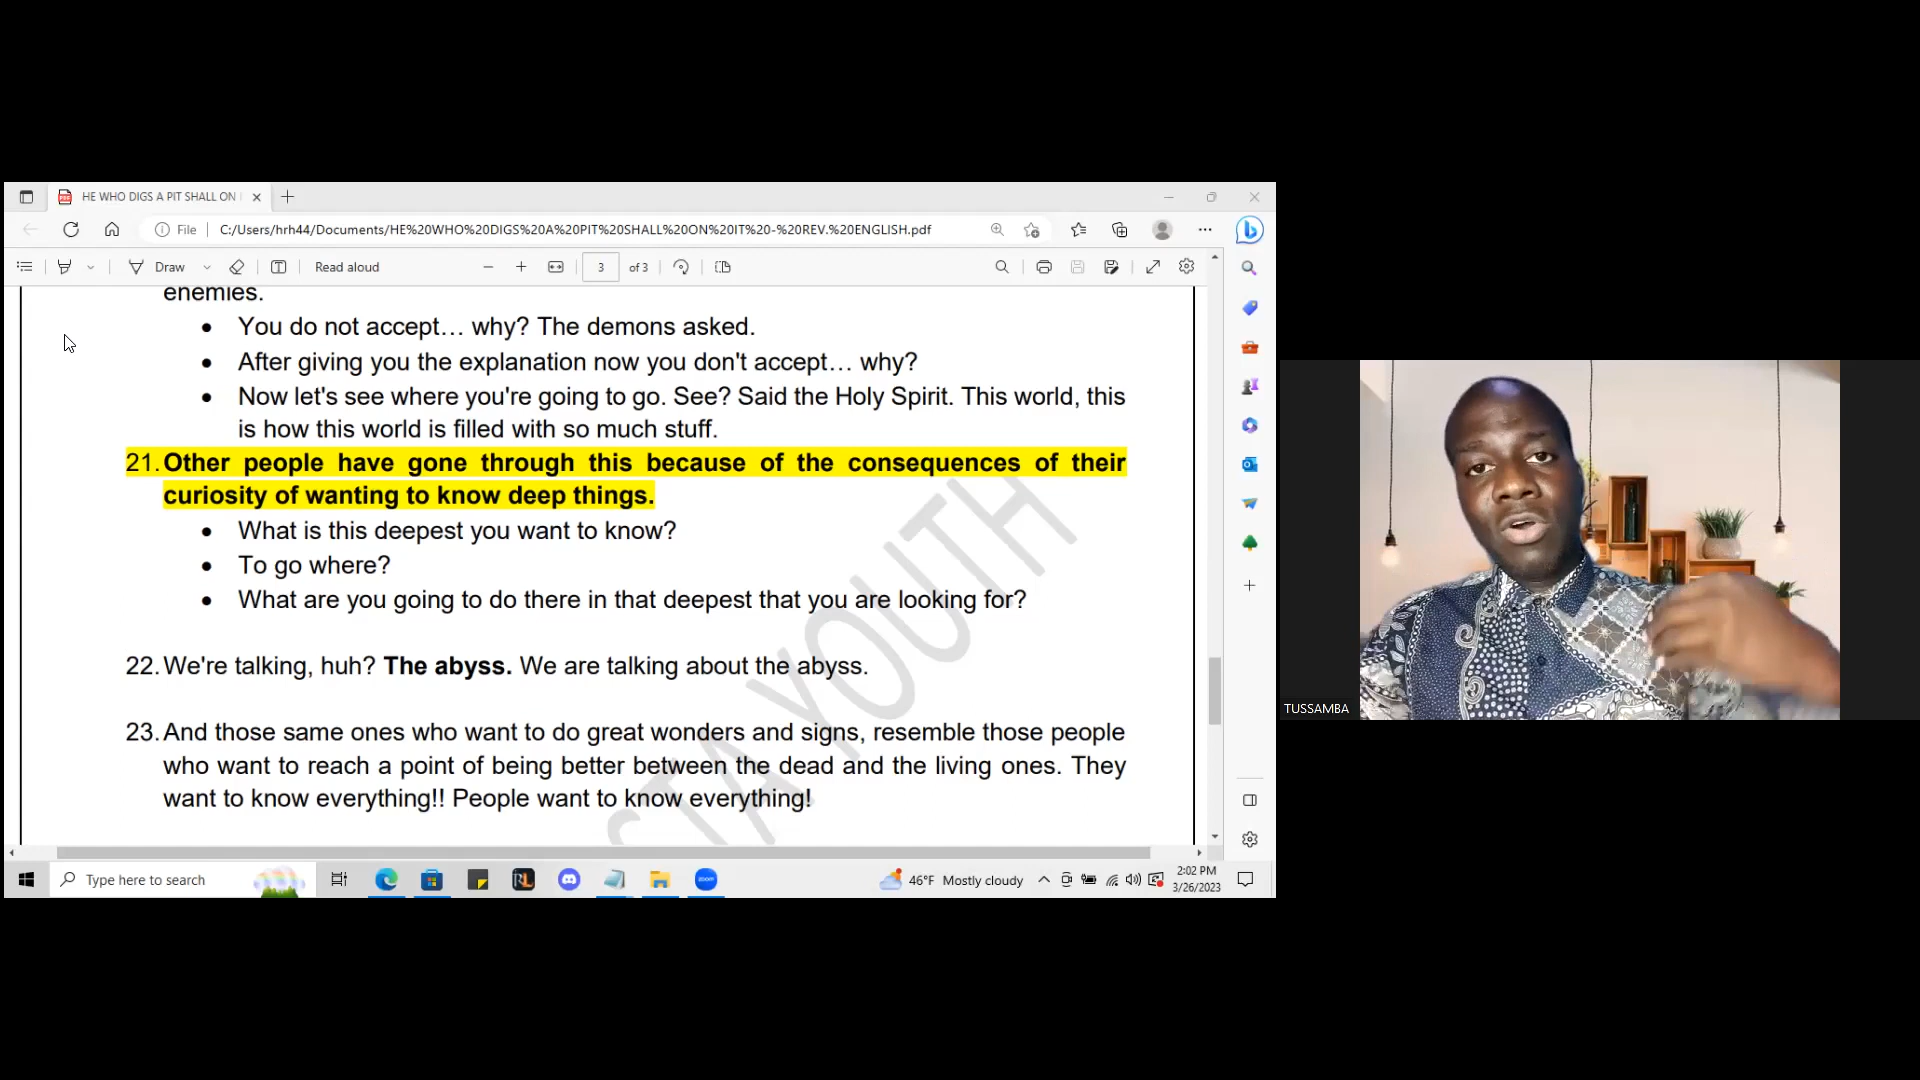 HE WHO DIGS A PIT SHALL ON
File
C:/Users/hrh44/Documents/HE%20WHO%20DIGS%20A%20PIT%20SHALL%20ON%20IT%20-%20REV.%20ENGLISH.pdf
Draw
Read aloud
3
of 3
enemies.
• You do not accept… why? The demons asked.
• After giving you the explanation now you don't accept… why?
• Now let's see where you're going to go. See? Said the Holy Spirit. This world, this
is how this world is filled with so much stuff.
21. Other people have gone through this because of the consequences of their
curiosity of wanting to know deep things.
• What is this deepest you want to know?
• To go where?
• What are you going to do there in that deepest that you are looking for?
22. We're talking, huh? The abyss. We are talking about the abyss.
23. And those same ones who want to do great wonders and signs, resemble those people
who want to reach a point of being better between the dead and the living ones. They
want to know everything!! People want to know everything!
STA YOUTH
Type here to search
RL
zoom
46°F Mostly cloudy
2:02 PM
3/26/2023
TUSSAMBA